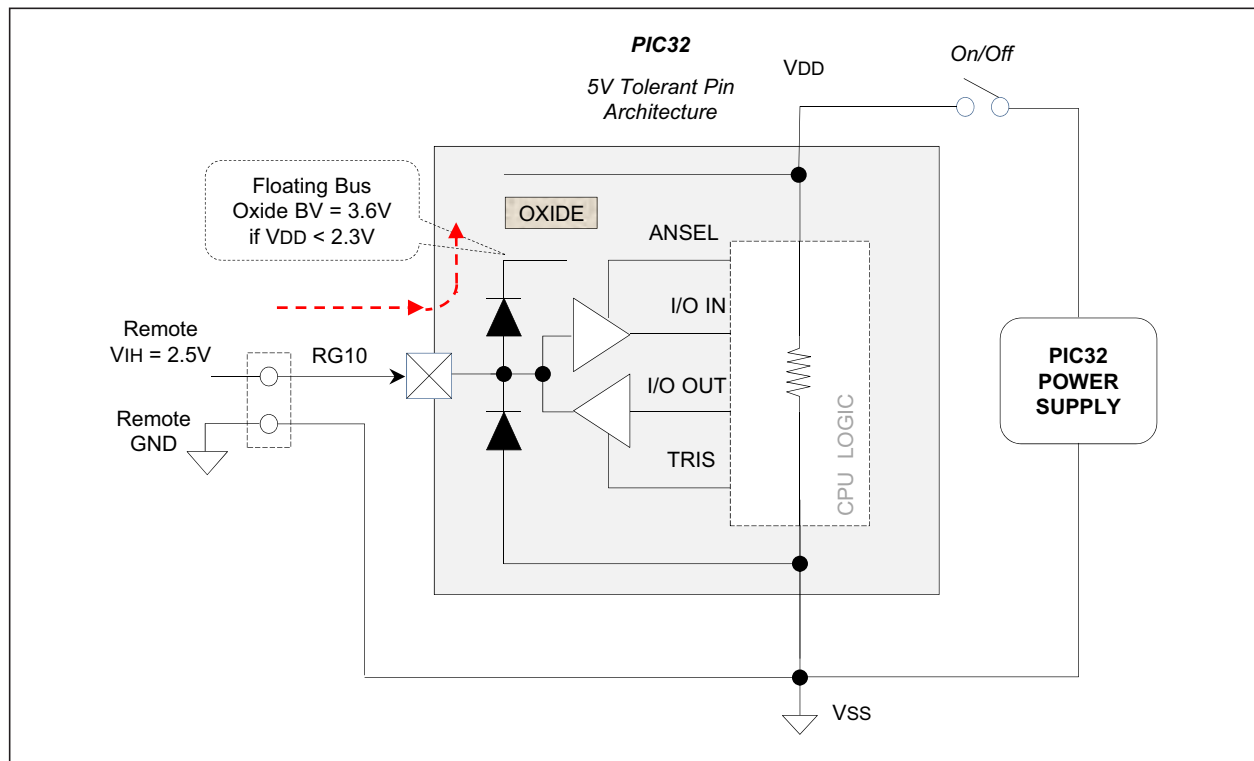 PIC32
5V Tolerant Pin
Architecture
VDD
On/Off
Floating Bus
Oxide BV = 3.6V
if VDD < 2.3V
OXIDE
ANSEL
I/O IN
Remote
VIH = 2.5V
RG10
I/O OUT
Remote
GND
TRIS
CPU LOGIC
PIC32
POWER
SUPPLY
VSS